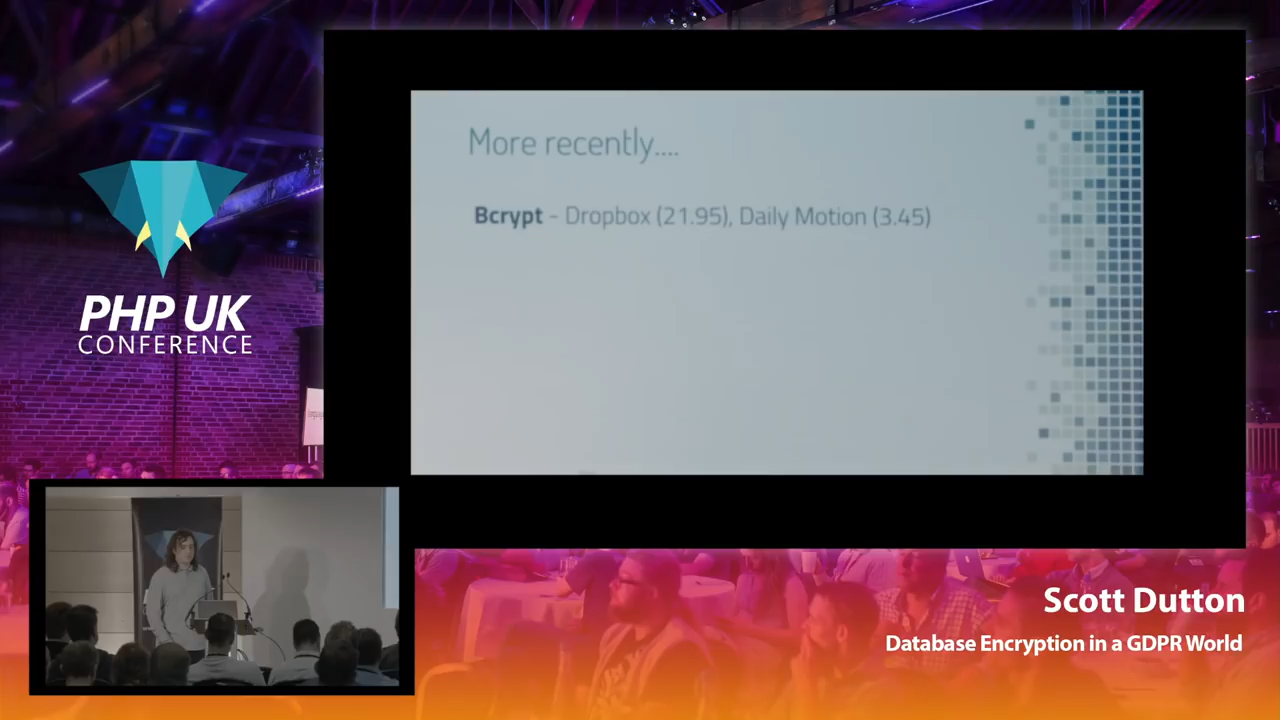 More recently....
Bcrypt - Dropbox (21.95), Daily Motion (3.45)
PHP UK
CONFERENCE
Scott Dutton
Database Encryption in a GDPR World